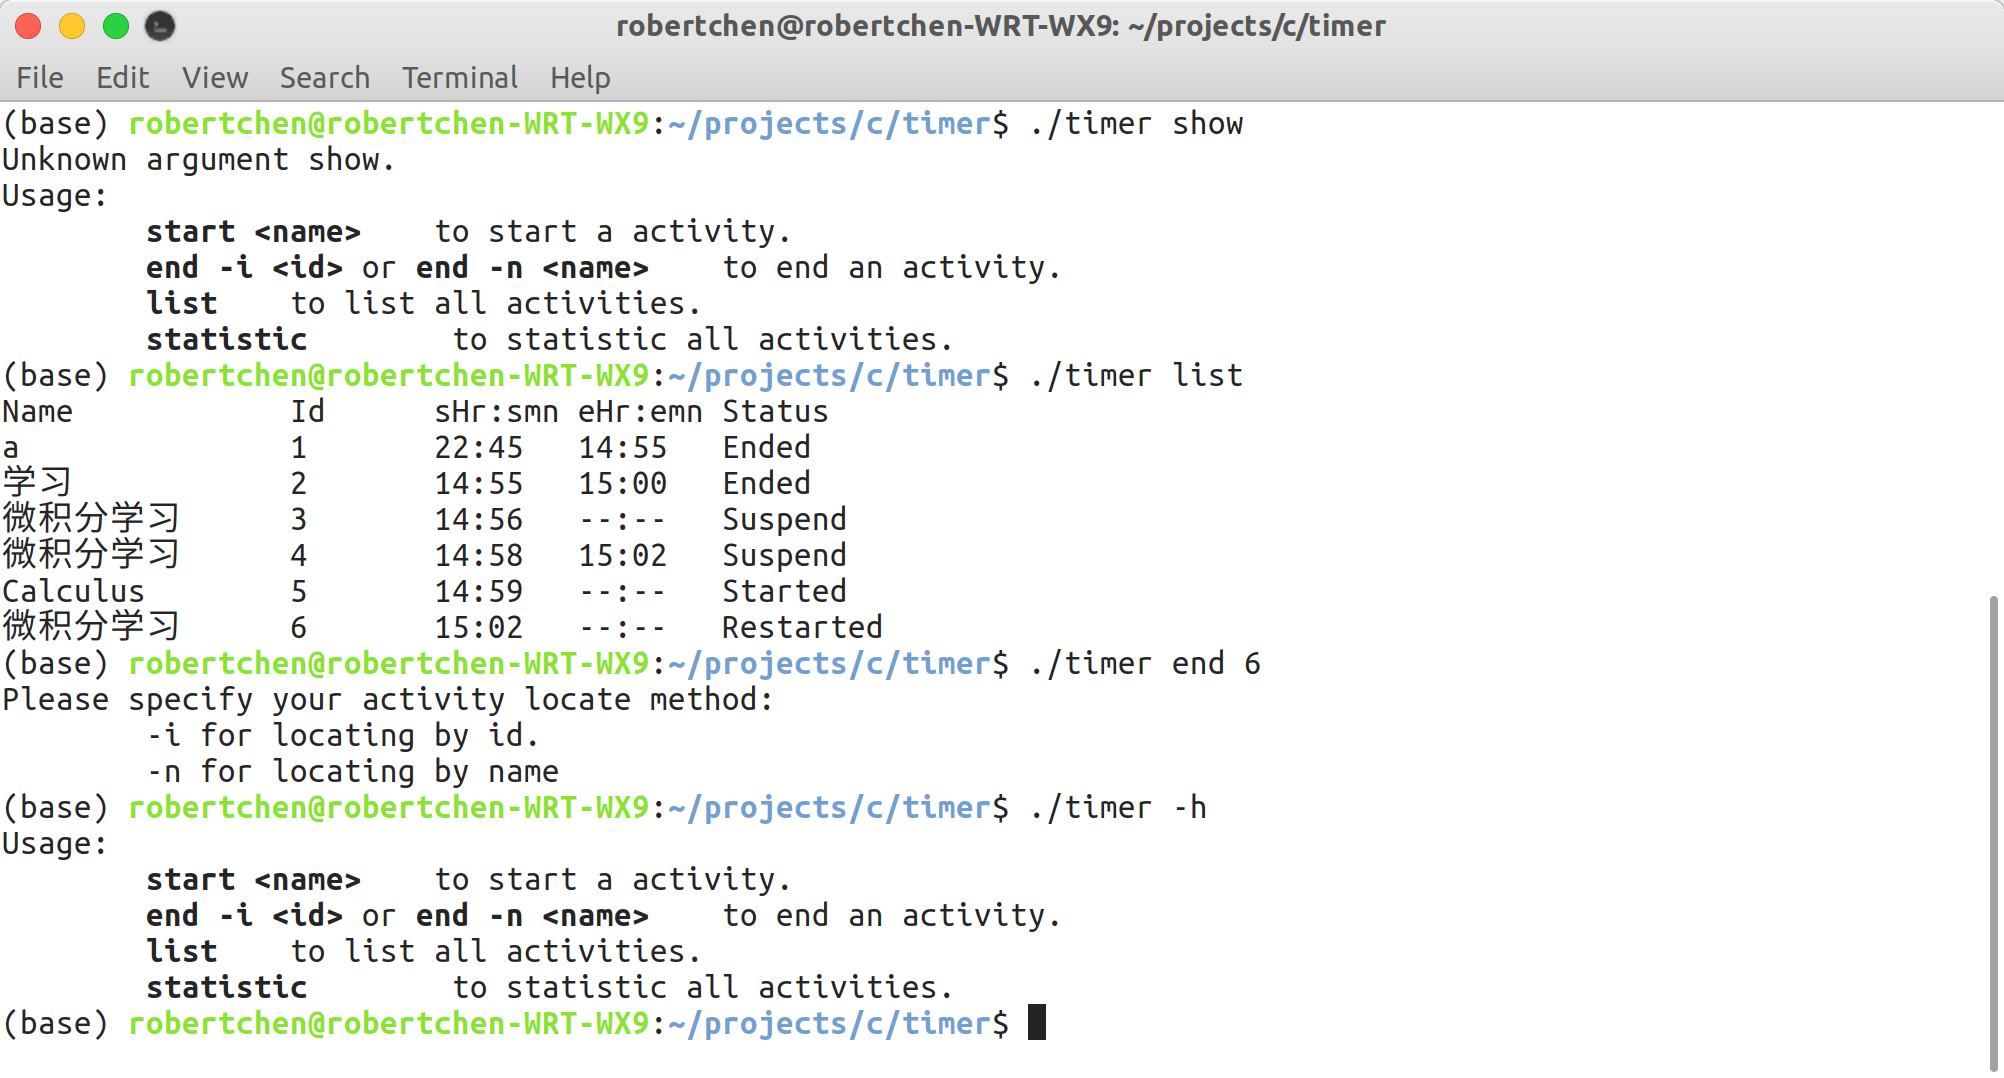 robertchen@robertchen-WRT-WX9: ~/projects/c/timer
File Edit View Search Terminal Help
(base) robertchen@robertchen-WRT-WX9:~/projects/c/timer$ ./timer show
Unknown argument show.
Usage:
        start <name>    to start a activity.
        end -i <id> or end -n <name>    to end an activity.
        list    to list all activities.
        statistic        to statistic all activities.
(base) robertchen@robertchen-WRT-WX9:~/projects/c/timer$ ./timer list
Name            Id      sHr:smn eHr:emn Status
a               1       22:45   14:55   Ended
学习            2       14:55   15:00   Ended
微积分学习      3       14:56   --:--   Suspend
微积分学习      4       14:58   15:02   Suspend
Calculus        5       14:59   --:--   Started
微积分学习      6       15:02   --:--   Restarted
(base) robertchen@robertchen-WRT-WX9:~/projects/c/timer$ ./timer end 6
Please specify your activity locate method:
        -i for locating by id.
        -n for locating by name
(base) robertchen@robertchen-WRT-WX9:~/projects/c/timer$ ./timer -h
Usage:
        start <name>    to start a activity.
        end -i <id> or end -n <name>    to end an activity.
        list    to list all activities.
        statistic        to statistic all activities.
(base) robertchen@robertchen-WRT-WX9:~/projects/c/timer$